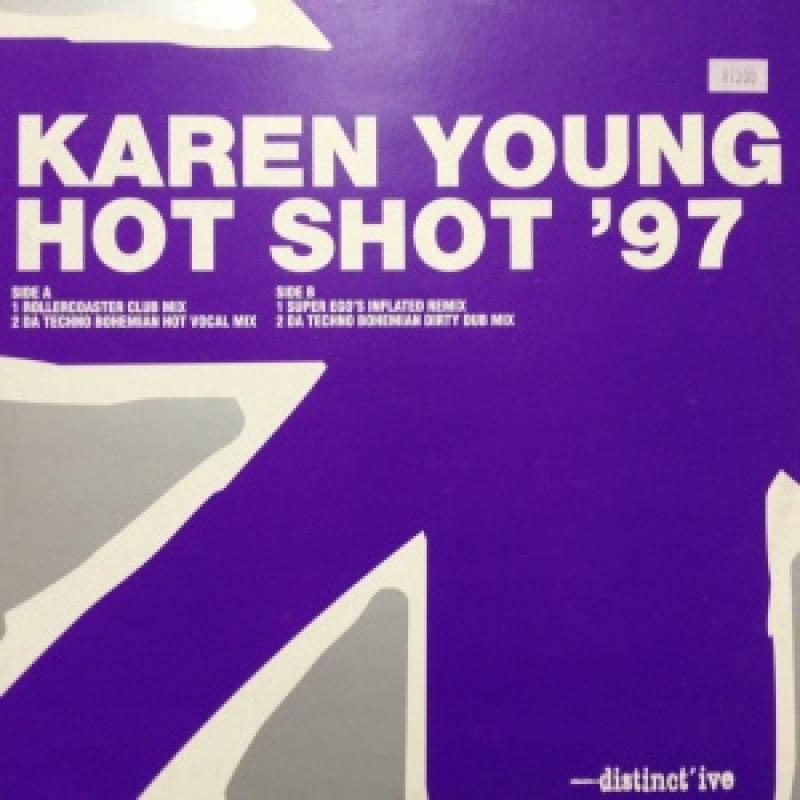 KAREN YOUNG
HOT SHOT '97
SIDE A
1 ROLLERCOASTER CLUB MIX
2 DA TECHNO BOHEMIAN HOT VOCAL MIX
SIDE B
1 SUPER EGO'S INFLATED REMIX
2 DA TECHNO BOHEMIAN DIRTY DUB MIX
—distinct'ive